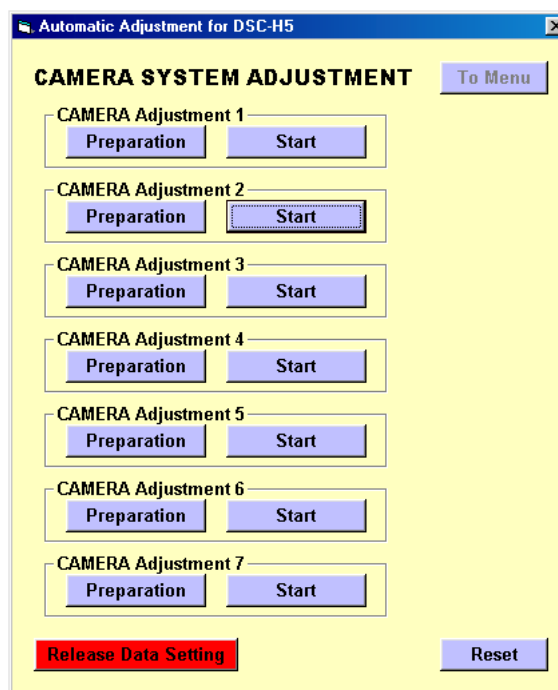 Automatic Adjustment for DSC-H5
CAMERA SYSTEM ADJUSTMENT To Menu
CAMERA Adjustment 1
Preparation Start
CAMERA Adjustment 2
Preparation Start
CAMERA Adjustment 3
Preparation Start
CAMERA Adjustment 4
Preparation Start
CAMERA Adjustment 5
Preparation Start
CAMERA Adjustment 6
Preparation Start
CAMERA Adjustment 7
Preparation Start
Release Data Setting Reset